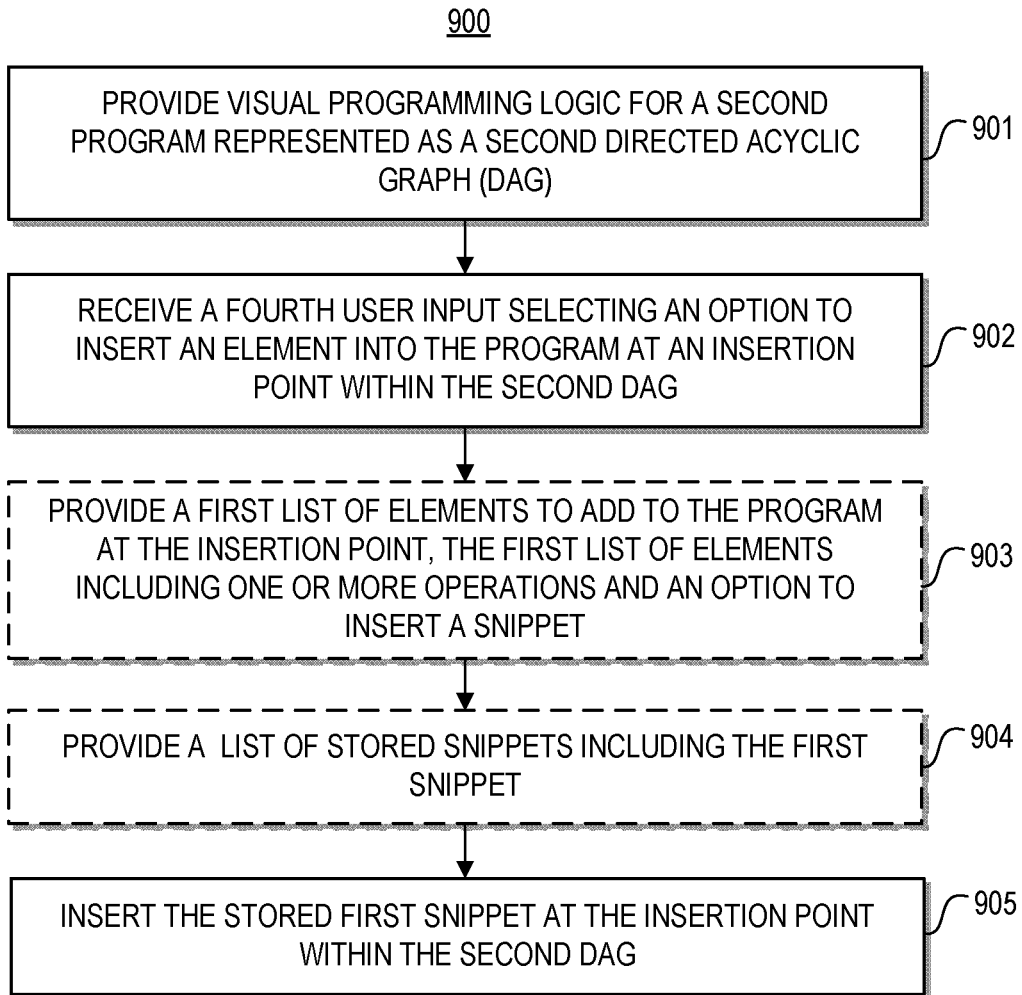 900
PROVIDE VISUAL PROGRAMMING LOGIC FOR A SECOND
PROGRAM REPRESENTED AS A SECOND DIRECTED ACYCLIC
GRAPH (DAG)
901
RECEIVE A FOURTH USER INPUT SELECTING AN OPTION TO
INSERT AN ELEMENT INTO THE PROGRAM AT AN INSERTION
POINT WITHIN THE SECOND DAG
902
PROVIDE A FIRST LIST OF ELEMENTS TO ADD TO THE PROGRAM
AT THE INSERTION POINT, THE FIRST LIST OF ELEMENTS
INCLUDING ONE OR MORE OPERATIONS AND AN OPTION TO
INSERT A SNIPPET
903
PROVIDE A LIST OF STORED SNIPPETS INCLUDING THE FIRST
SNIPPET
904
INSERT THE STORED FIRST SNIPPET AT THE INSERTION POINT
WITHIN THE SECOND DAG
905